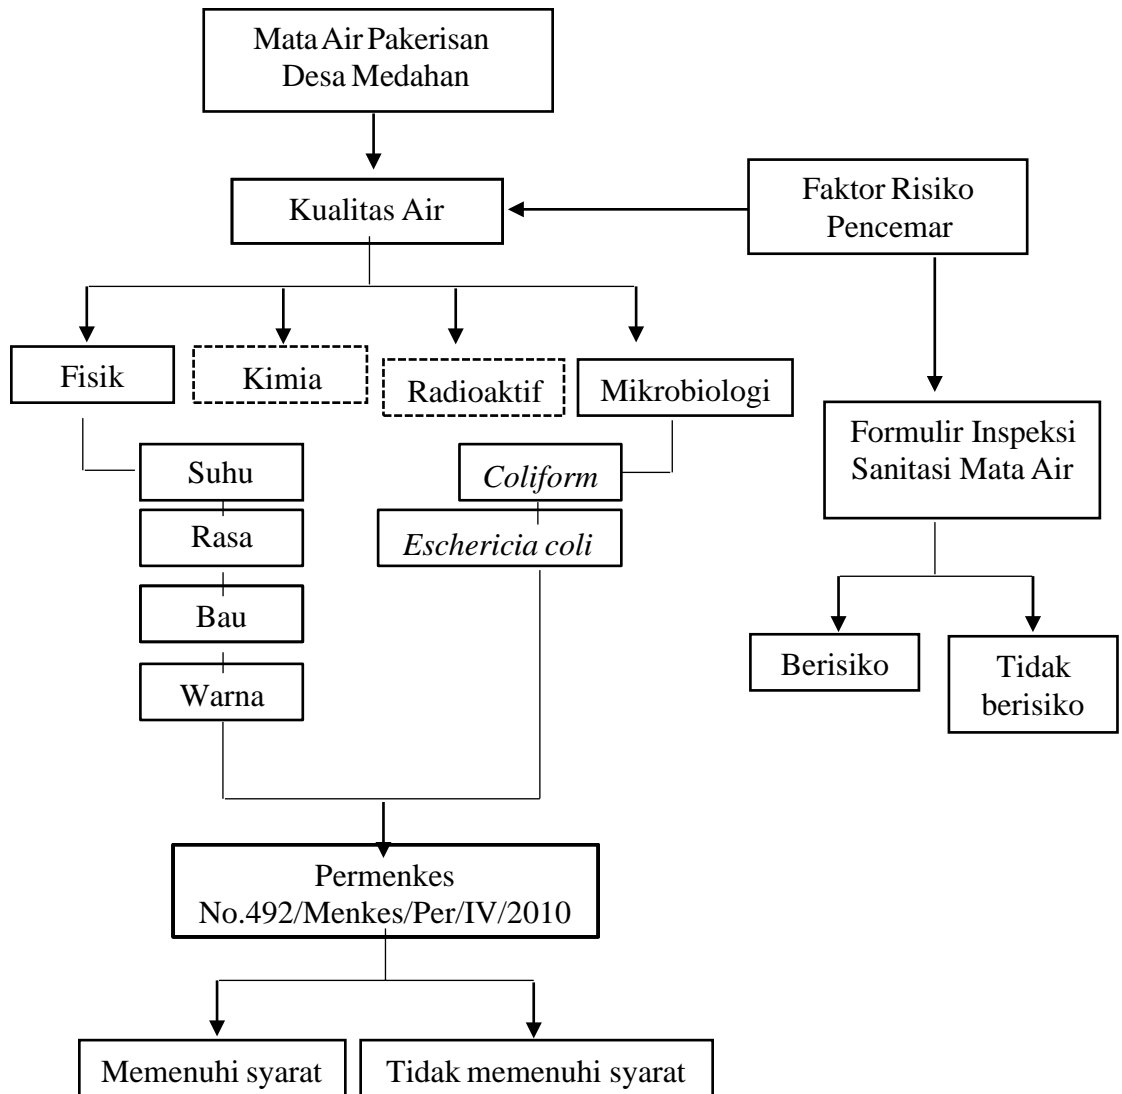 Mata Air Pakerisan
Desa Medahan
Kualitas Air
Faktor Risiko
Pencemar
Fisik
Kimia
Radioaktif
Mikrobiologi
Suhu
Rasa
Bau
Warna
Coliform
Eschericia coli
Formulir Inspeksi
Sanitasi Mata Air
Berisiko
Tidak
berisiko
Permenkes
No.492/Menkes/Per/IV/2010
Memenuhi syarat
Tidak memenuhi syarat